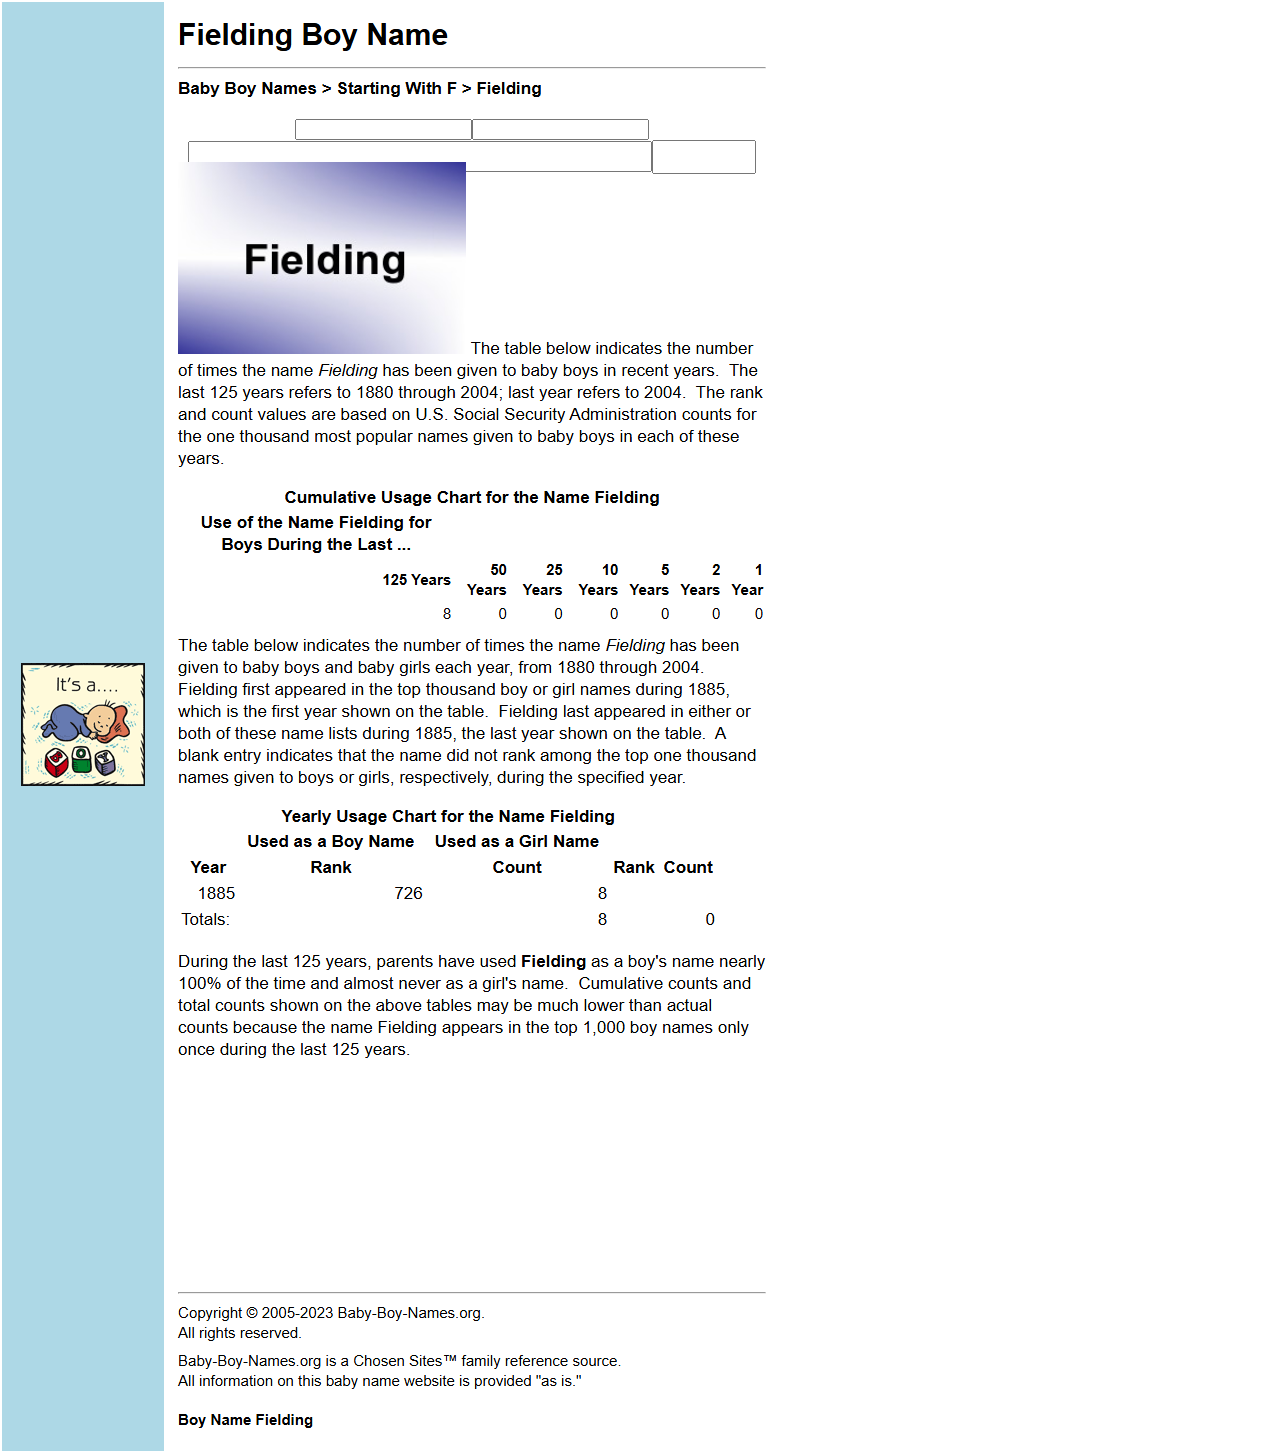 Fielding Boy Name
Baby Boy Names > Starting With F > Fielding
Fielding
The table below indicates the number
of times the name Fielding has been given to baby boys in recent years.  The
last 125 years refers to 1880 through 2004; last year refers to 2004.  The rank
and count values are based on U.S. Social Security Administration counts for
the one thousand most popular names given to baby boys in each of these
years.
Cumulative Usage Chart for the Name Fielding
Use of the Name Fielding for
Boys During the Last ...
125 Years 50 Years 25 Years 10 Years 5 Years 2 Years 1 Year
8 0 0 0 0 0 0
The table below indicates the number of times the name Fielding has been
given to baby boys and baby girls each year, from 1880 through 2004.
Fielding first appeared in the top thousand boy or girl names during 1885,
which is the first year shown on the table.  Fielding last appeared in either or
both of these name lists during 1885, the last year shown on the table.  A
blank entry indicates that the name did not rank among the top one thousand
names given to boys or girls, respectively, during the specified year.
It's a....
B O Y
Yearly Usage Chart for the Name Fielding
Used as a Boy Name Used as a Girl Name
Year Rank Count Rank Count
1885 726 8
Totals: 8 0
During the last 125 years, parents have used Fielding as a boy's name nearly
100% of the time and almost never as a girl's name.  Cumulative counts and
total counts shown on the above tables may be much lower than actual
counts because the name Fielding appears in the top 1,000 boy names only
once during the last 125 years.
Copyright © 2005-2023 Baby-Boy-Names.org.
All rights reserved.
Baby-Boy-Names.org is a Chosen Sites™ family reference source.
All information on this baby name website is provided "as is."
Boy Name Fielding